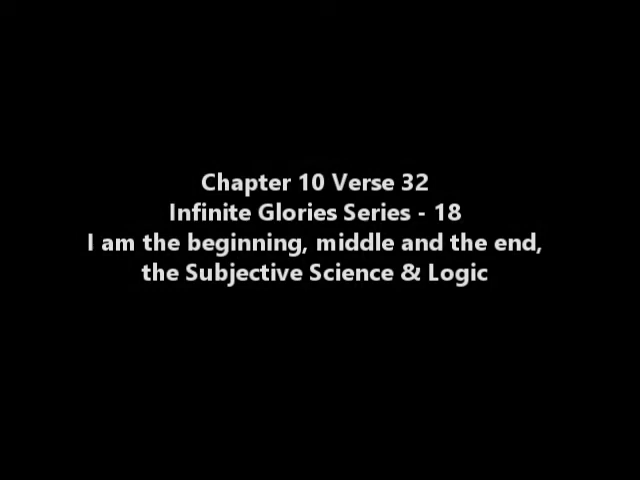 Chapter 10 Verse 32
Infinite Glories Series - 18
I am the beginning, middle and the end,
the Subjective Science & Logic